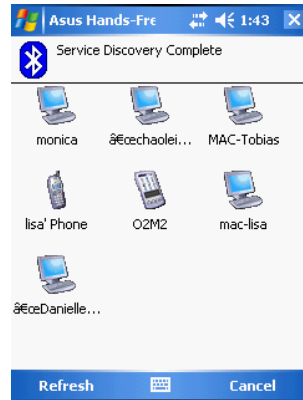 Asus Hands-Fre 1:43
Service Discovery Complete
monica â€œchaolei... MAC-Tobias
lisa' Phone O2M2 mac-lisa
â€œDanielle...
Refresh Cancel